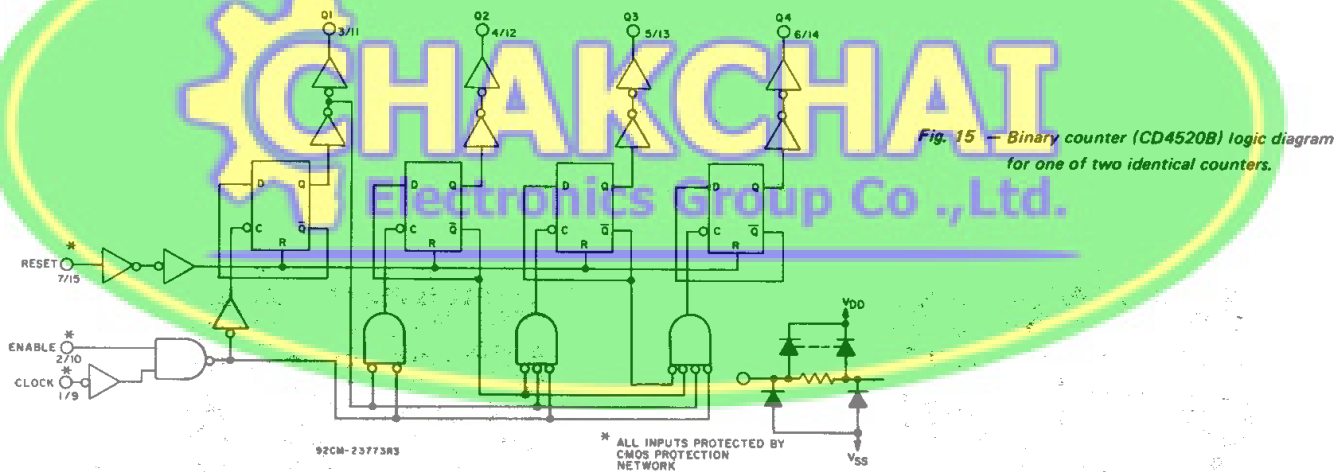 Q1
3/11
Q2
4/12
Q3
5/13
Q4
6/14
CHAKCHAI
Electronics Group Co .,Ltd.
Fig. 15 — Binary counter (CD4520B) logic diagram
for one of two identical counters.
D Q
C Q̅
R
D Q
C Q̅
R
D Q
C Q̅
R
D Q
C Q̅
R
*
RESET
7/15
*
ENABLE
2/10
*
CLOCK
1/9
VDD
VSS
92CM-23773R3
* ALL INPUTS PROTECTED BY
CMOS PROTECTION
NETWORK